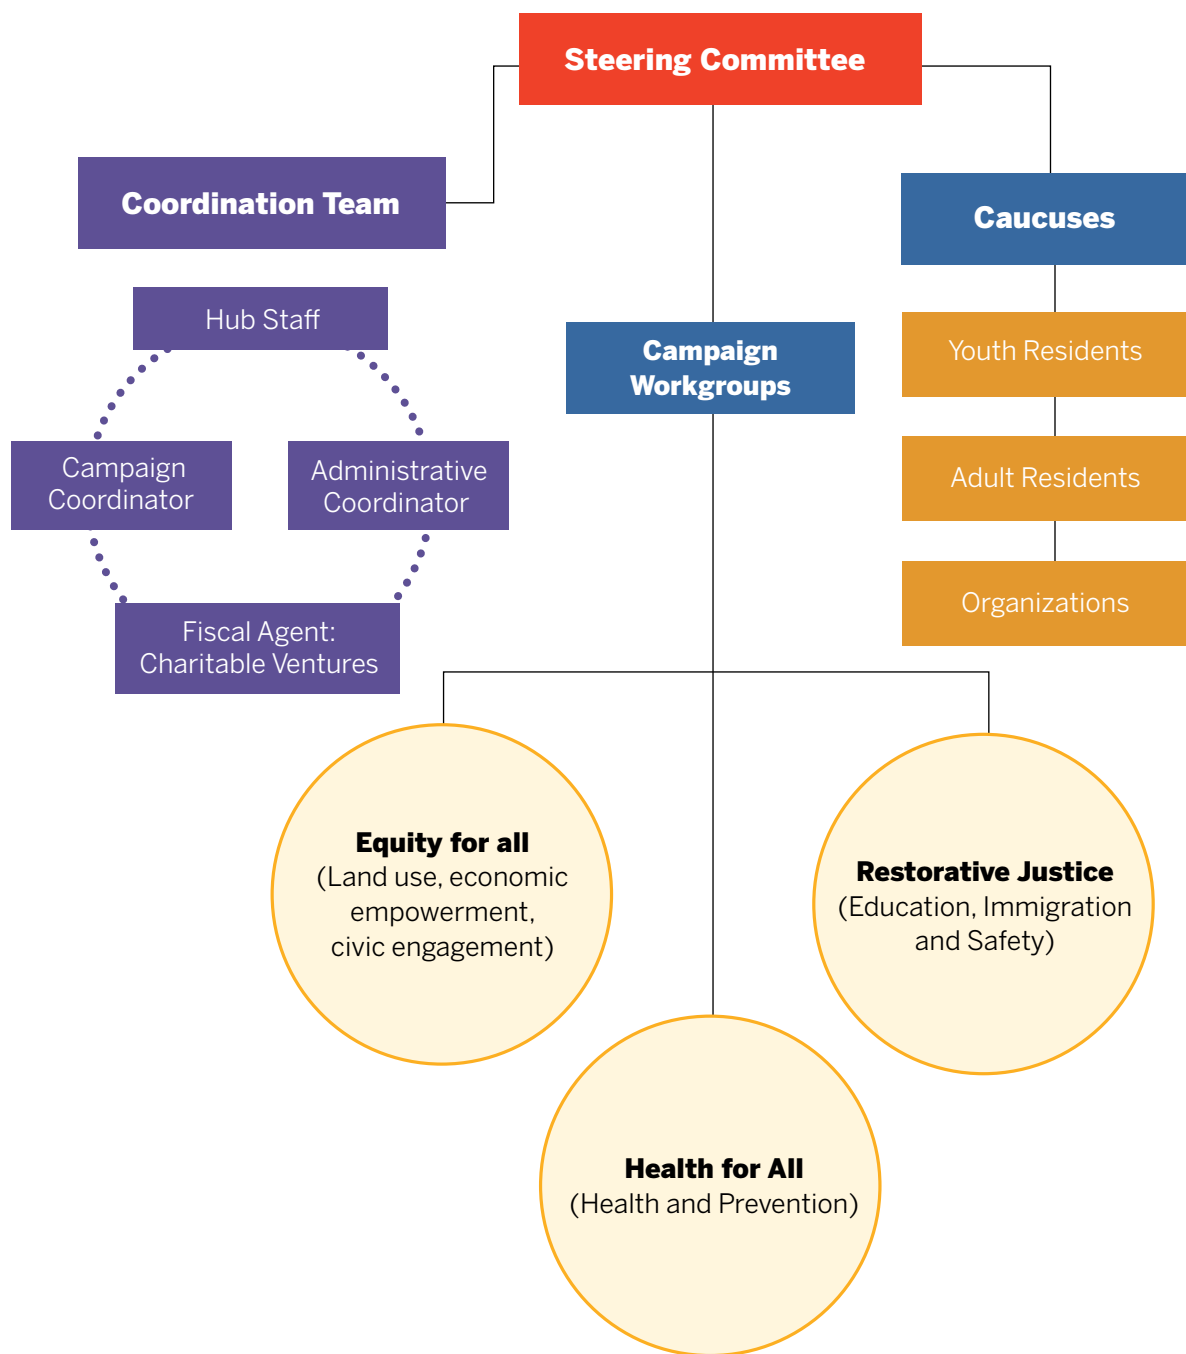 Steering Committee
Coordination Team
Hub Staff
Campaign
Coordinator
Administrative
Coordinator
Fiscal Agent:
Charitable Ventures
Campaign
Workgroups
Caucuses
Youth Residents
Adult Residents
Organizations
Equity for all
(Land use, economic
empowerment,
civic engagement)
Restorative Justice
(Education, Immigration
and Safety)
Health for All
(Health and Prevention)